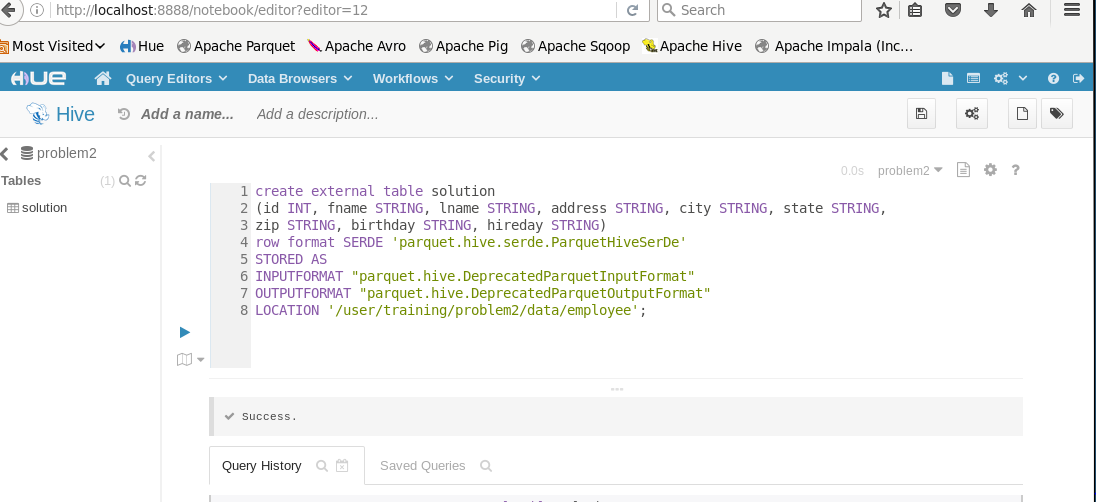 http://localhost:8888/notebook/editor?editor=12
Search
Most Visited Hue Apache Parquet Apache Avro Apache Pig Apache Sqoop Apache Hive Apache Impala (Inc...
HUE Query Editors Data Browsers Workflows Security
Hive Add a name... Add a description...
problem2
Tables (1)
solution
0.0s problem2 ?
1 create external table solution
2 (id INT, fname STRING, lname STRING, address STRING, city STRING, state STRING,
3 zip STRING, birthday STRING, hireday STRING)
4 row format SERDE 'parquet.hive.serde.ParquetHiveSerDe'
5 STORED AS
6 INPUTFORMAT "parquet.hive.DeprecatedParquetInputFormat"
7 OUTPUTFORMAT "parquet.hive.DeprecatedParquetOutputFormat"
8 LOCATION '/user/training/problem2/data/employee';
Success.
Query History Saved Queries